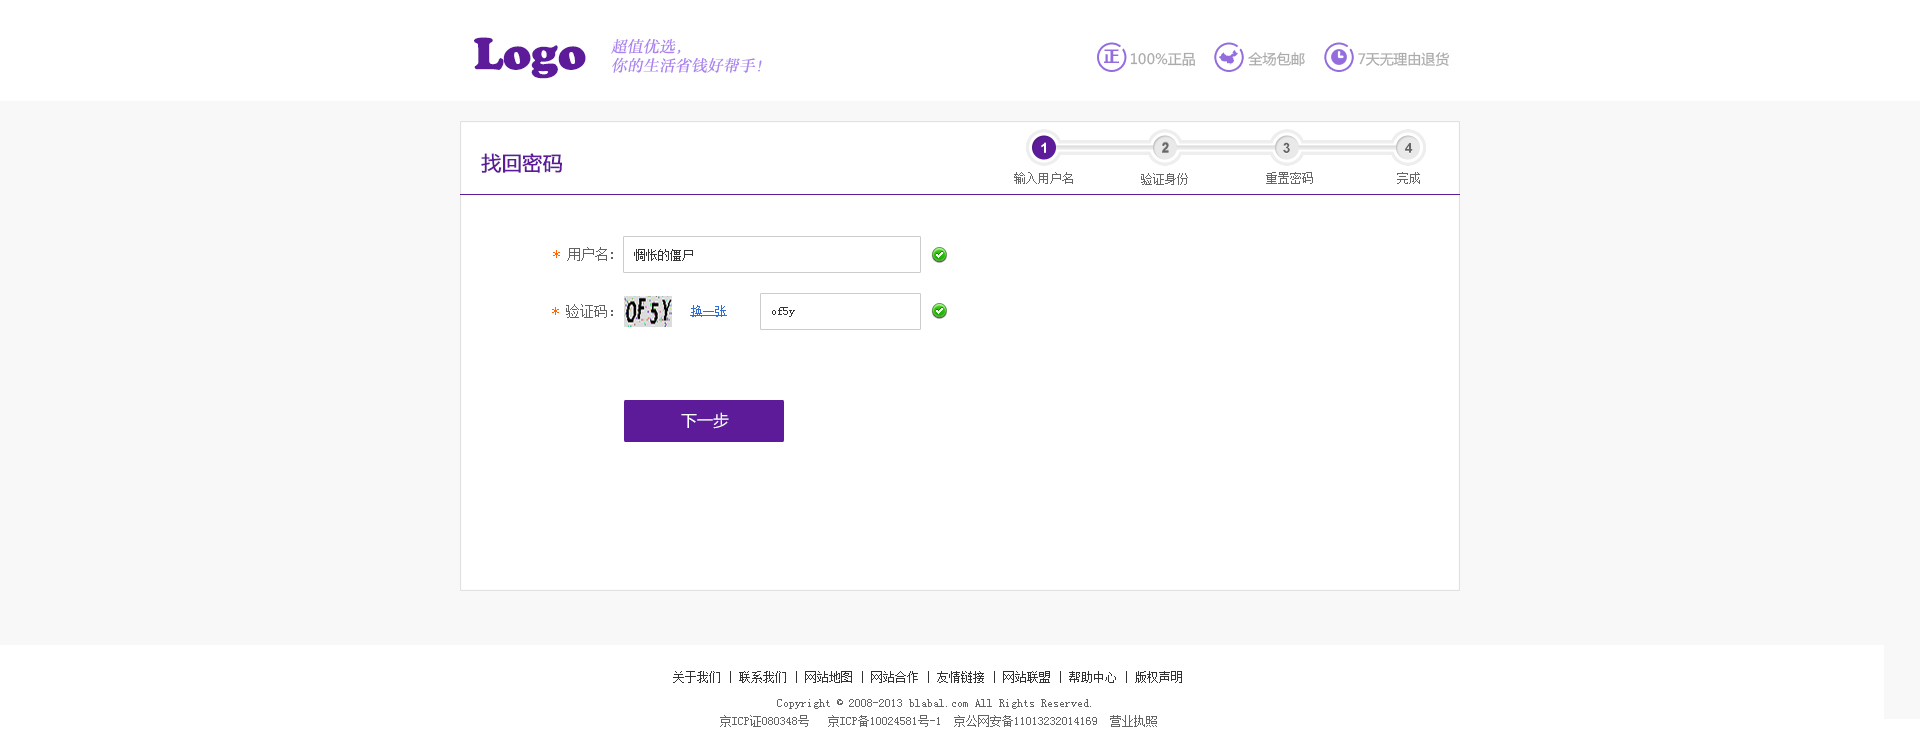 Logo
超值优选，
你的生活省钱好帮手！
正 100%正品 全场包邮 7天无理由退货
找回密码
1 2 3 4
输入用户名 验证身份 重置密码 完成
* 用户名： 惆怅的僵尸
* 验证码： OF5Y 换一张 of5y
下一步
关于我们 | 联系我们 | 网站地图 | 网站合作 | 友情链接 | 网站联盟 | 帮助中心 | 版权声明
Copyright © 2008-2013 blabal.com All Rights Reserved.
京ICP证080348号 京ICP备10024581号-1 京公网安备11013232014169 营业执照